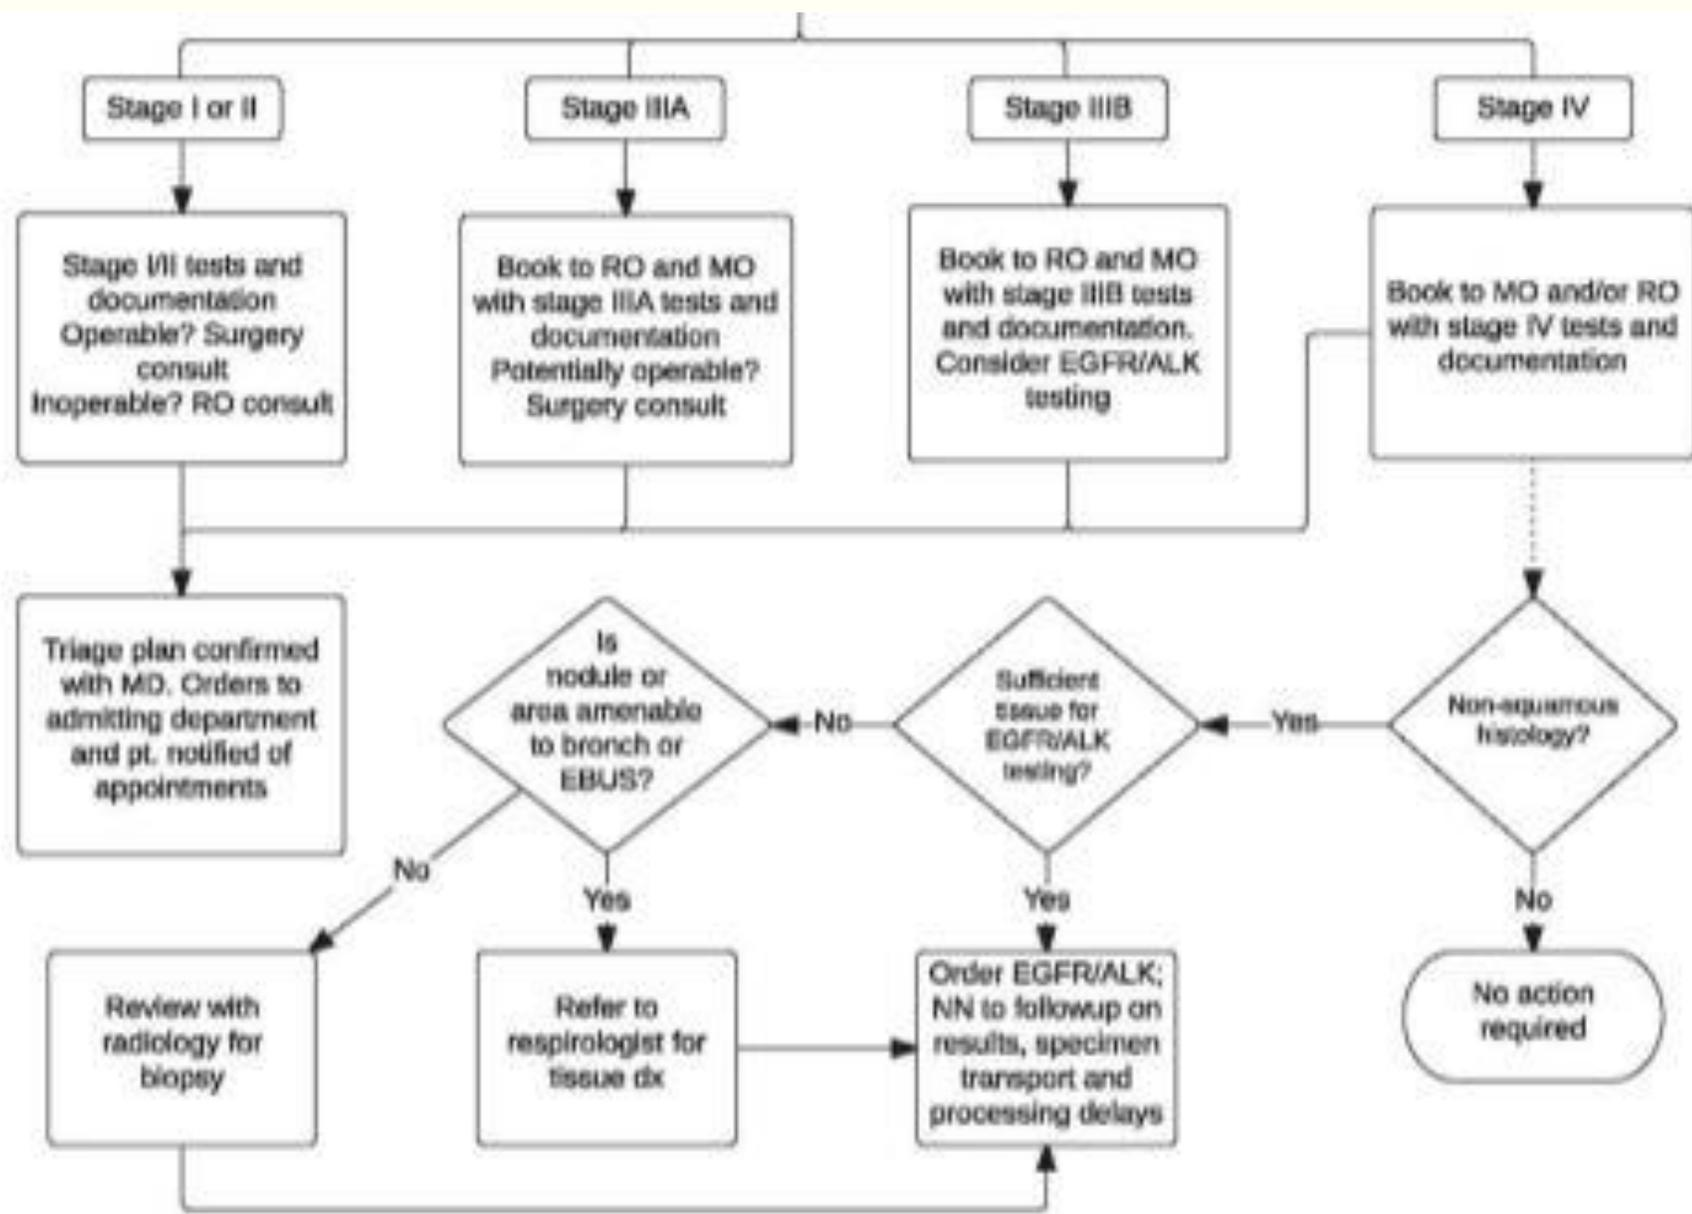 Stage I or II
Stage IIIA
Stage IIIB
Stage IV
Stage I/II tests and
documentation
Operable? Surgery
consult
Inoperable? RO consult
Book to RO and MO
with stage IIIA tests and
documentation
Potentially operable?
Surgery consult
Book to RO and MO
with stage IIIB tests
and documentation.
Consider EGFR/ALK
testing
Book to MO and/or RO
with stage IV tests and
documentation
Triage plan confirmed
with MD. Orders to
admitting department
and pt. notified of
appointments
Is
nodule or
area amenable
to bronch or
EBUS?
No
Sufficient
tissue for
EGFR/ALK
testing?
Yes
Non-squamous
histology?
No
Yes
Yes
No
Review with
radiology for
biopsy
Refer to
respirologist for
tissue dx
Order EGFR/ALK;
NN to followup on
results, specimen
transport and
processing delays
No action
required